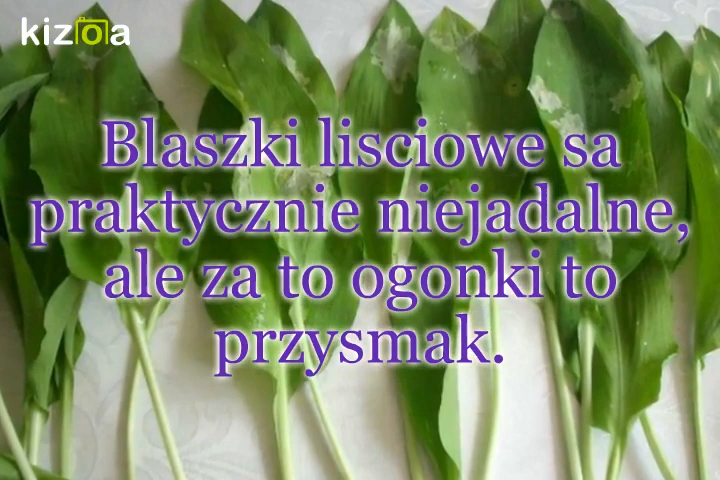 kizoa
Blaszki lisciowe sa
praktycznie niejadalne,
ale za to ogonki to
przysmak.